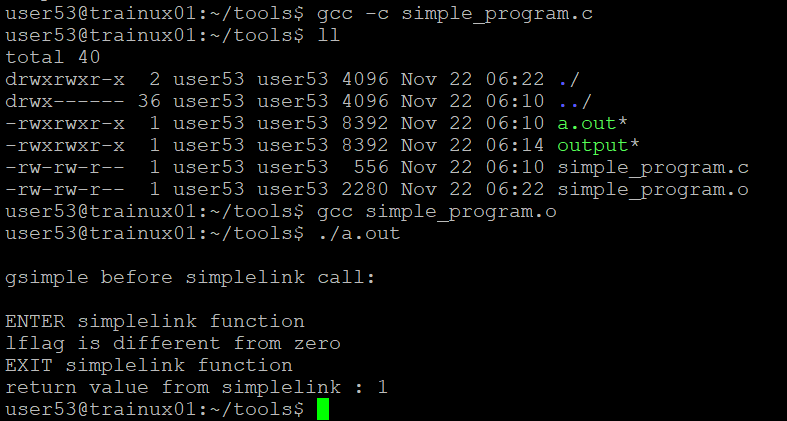 user53@trainux01:~/tools$ gcc -c simple_program.c
user53@trainux01:~/tools$ ll
total 40
drwxrwxr-x  2 user53 user53 4096 Nov 22 06:22 ./
drwx------ 36 user53 user53 4096 Nov 22 06:10 ../
-rwxrwxr-x  1 user53 user53 8392 Nov 22 06:10 a.out*
-rwxrwxr-x  1 user53 user53 8392 Nov 22 06:14 output*
-rw-rw-r--  1 user53 user53  556 Nov 22 06:10 simple_program.c
-rw-rw-r--  1 user53 user53 2280 Nov 22 06:22 simple_program.o
user53@trainux01:~/tools$ gcc simple_program.o
user53@trainux01:~/tools$ ./a.out
gsimple before simplelink call:
ENTER simplelink function
lflag is different from zero
EXIT simplelink function
return value from simplelink : 1
user53@trainux01:~/tools$